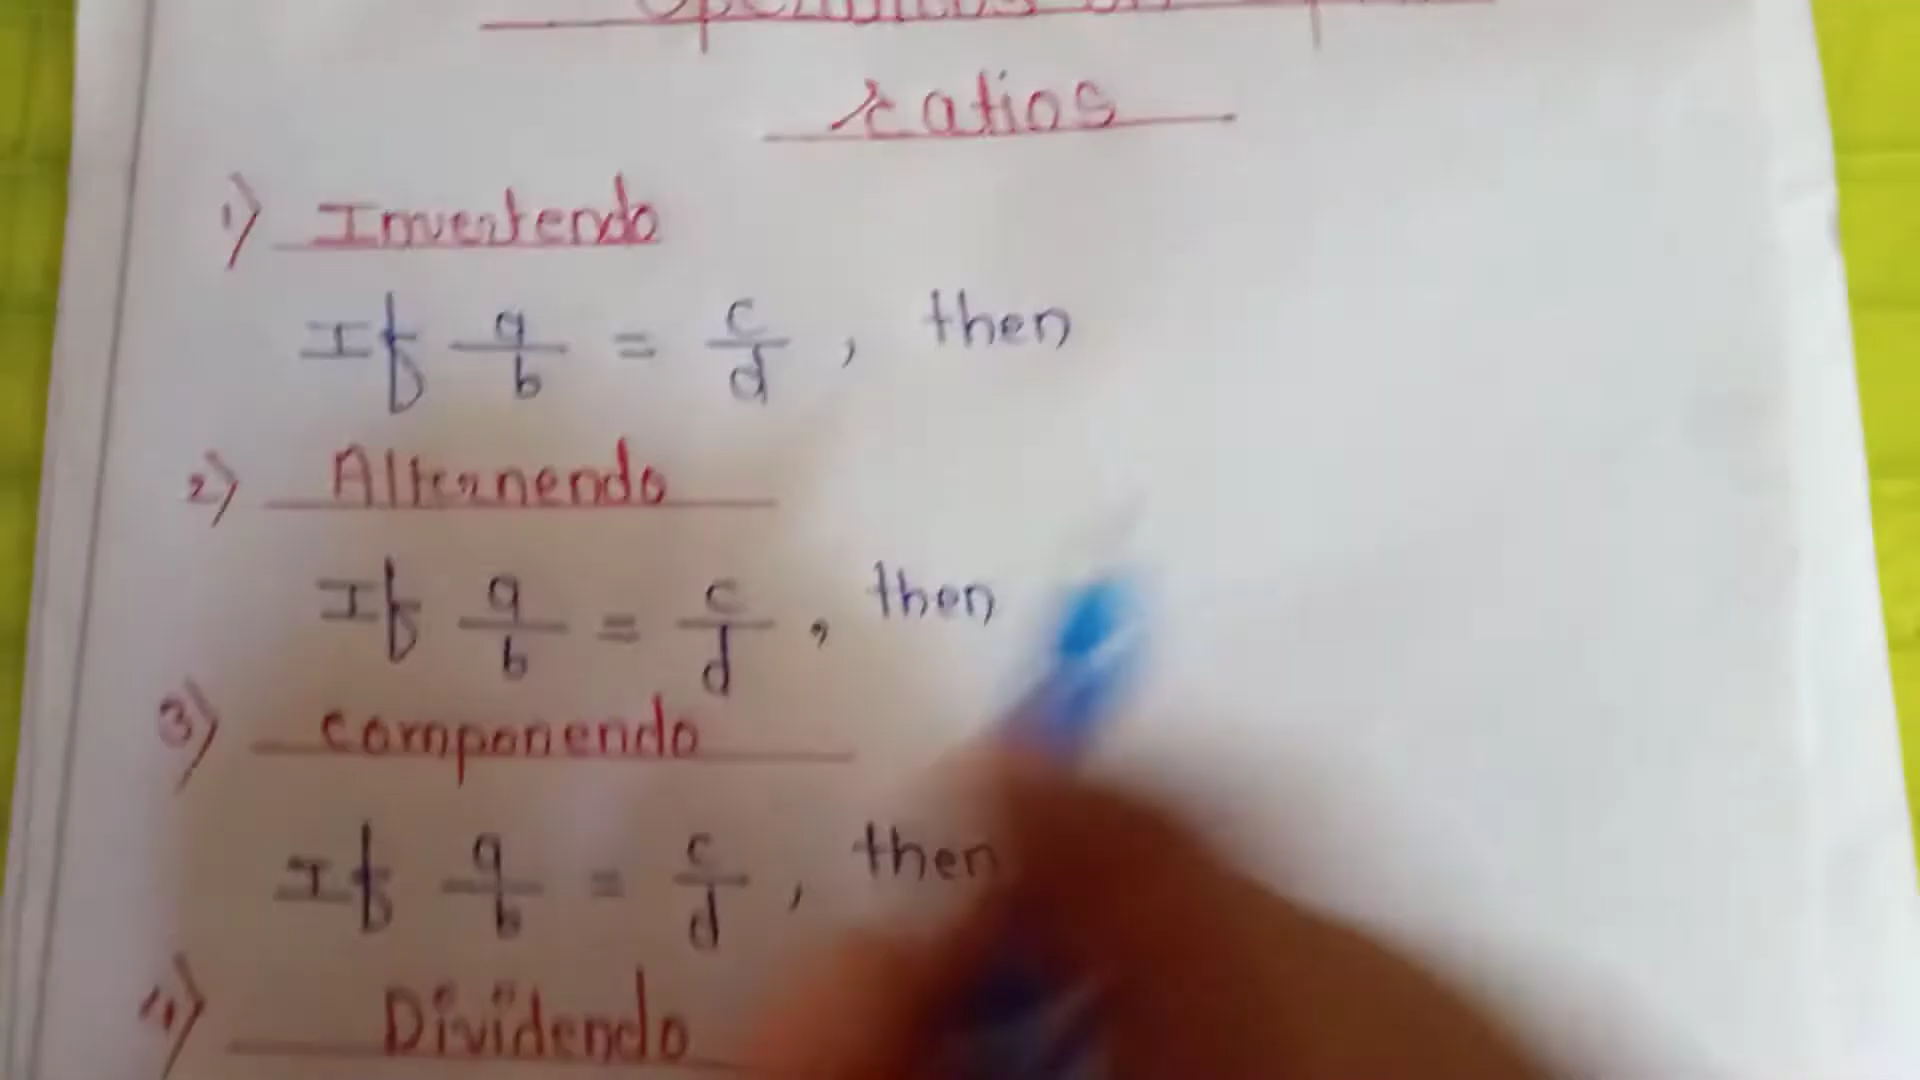 ratios
1) Invertendo
If a/b = c/d, then
2) Alternendo
If a/b = c/d, then
3) componendo
If a/b = c/d, then
4) Dividendo